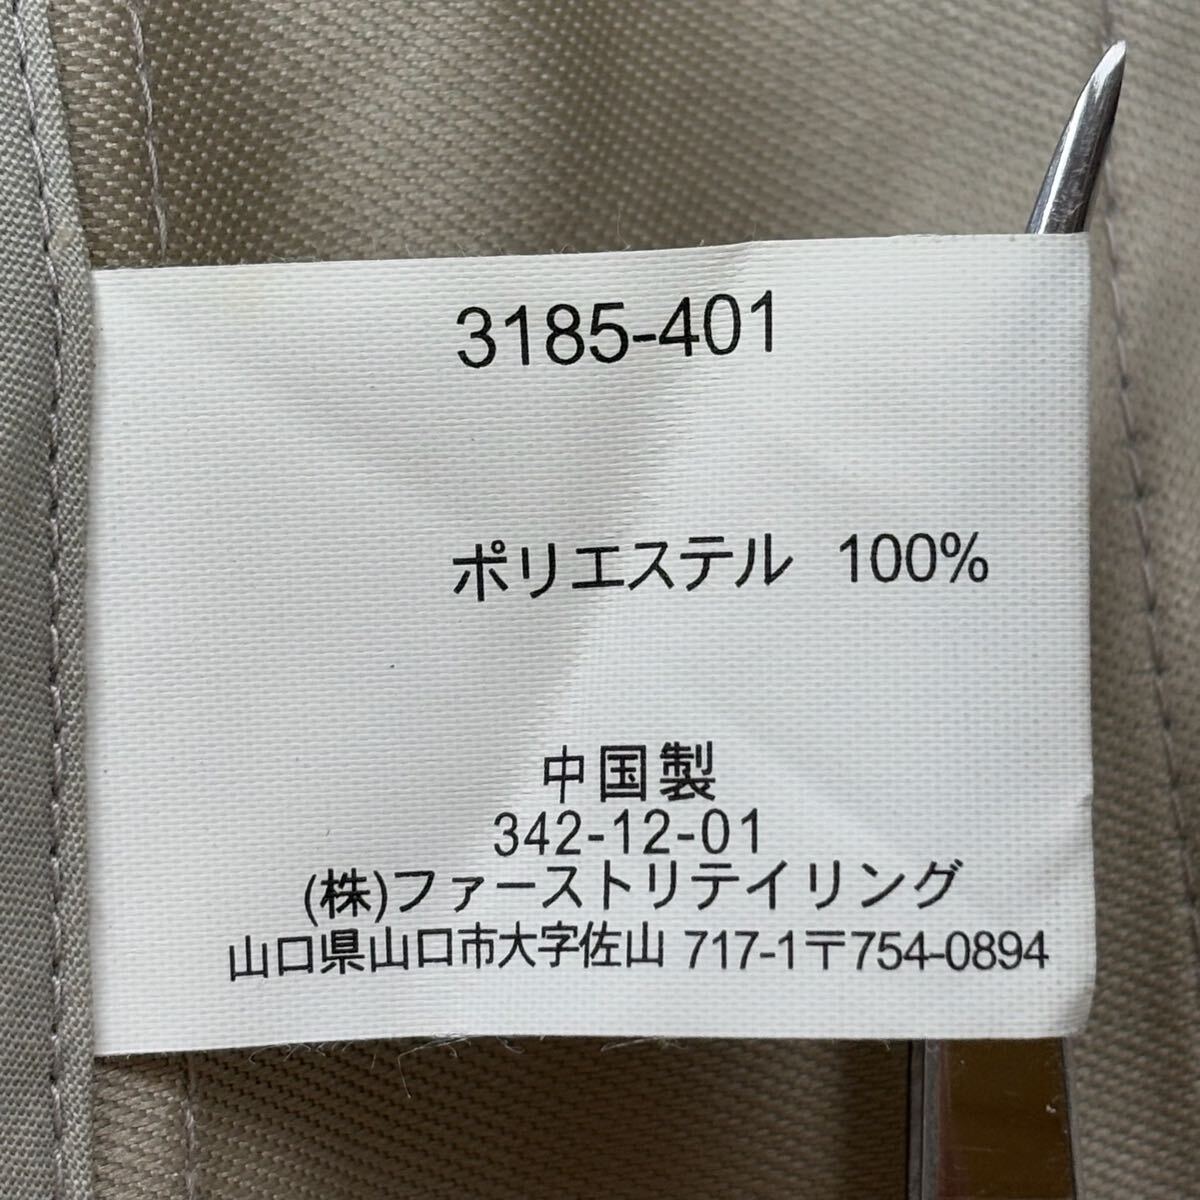 3185-401
ポリエステル 100%
中国製
342-12-01
(株)ファーストリテイリング
山口県山口市大字佐山 717-1〒754-0894